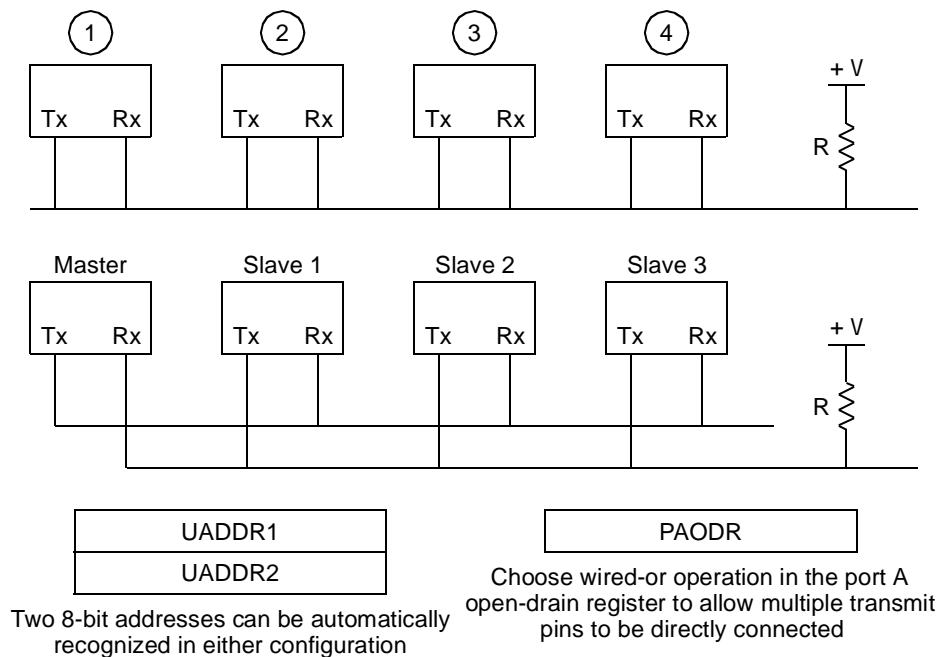 1 2 3 4
+ V
Tx Rx Tx Rx Tx Rx Tx Rx
R
Master Slave 1 Slave 2 Slave 3
+ V
Tx Rx Tx Rx Tx Rx Tx Rx
R
UADDR1
UADDR2
Two 8-bit addresses can be automatically
recognized in either configuration
PAODR
Choose wired-or operation in the port A
open-drain register to allow multiple transmit
pins to be directly connected